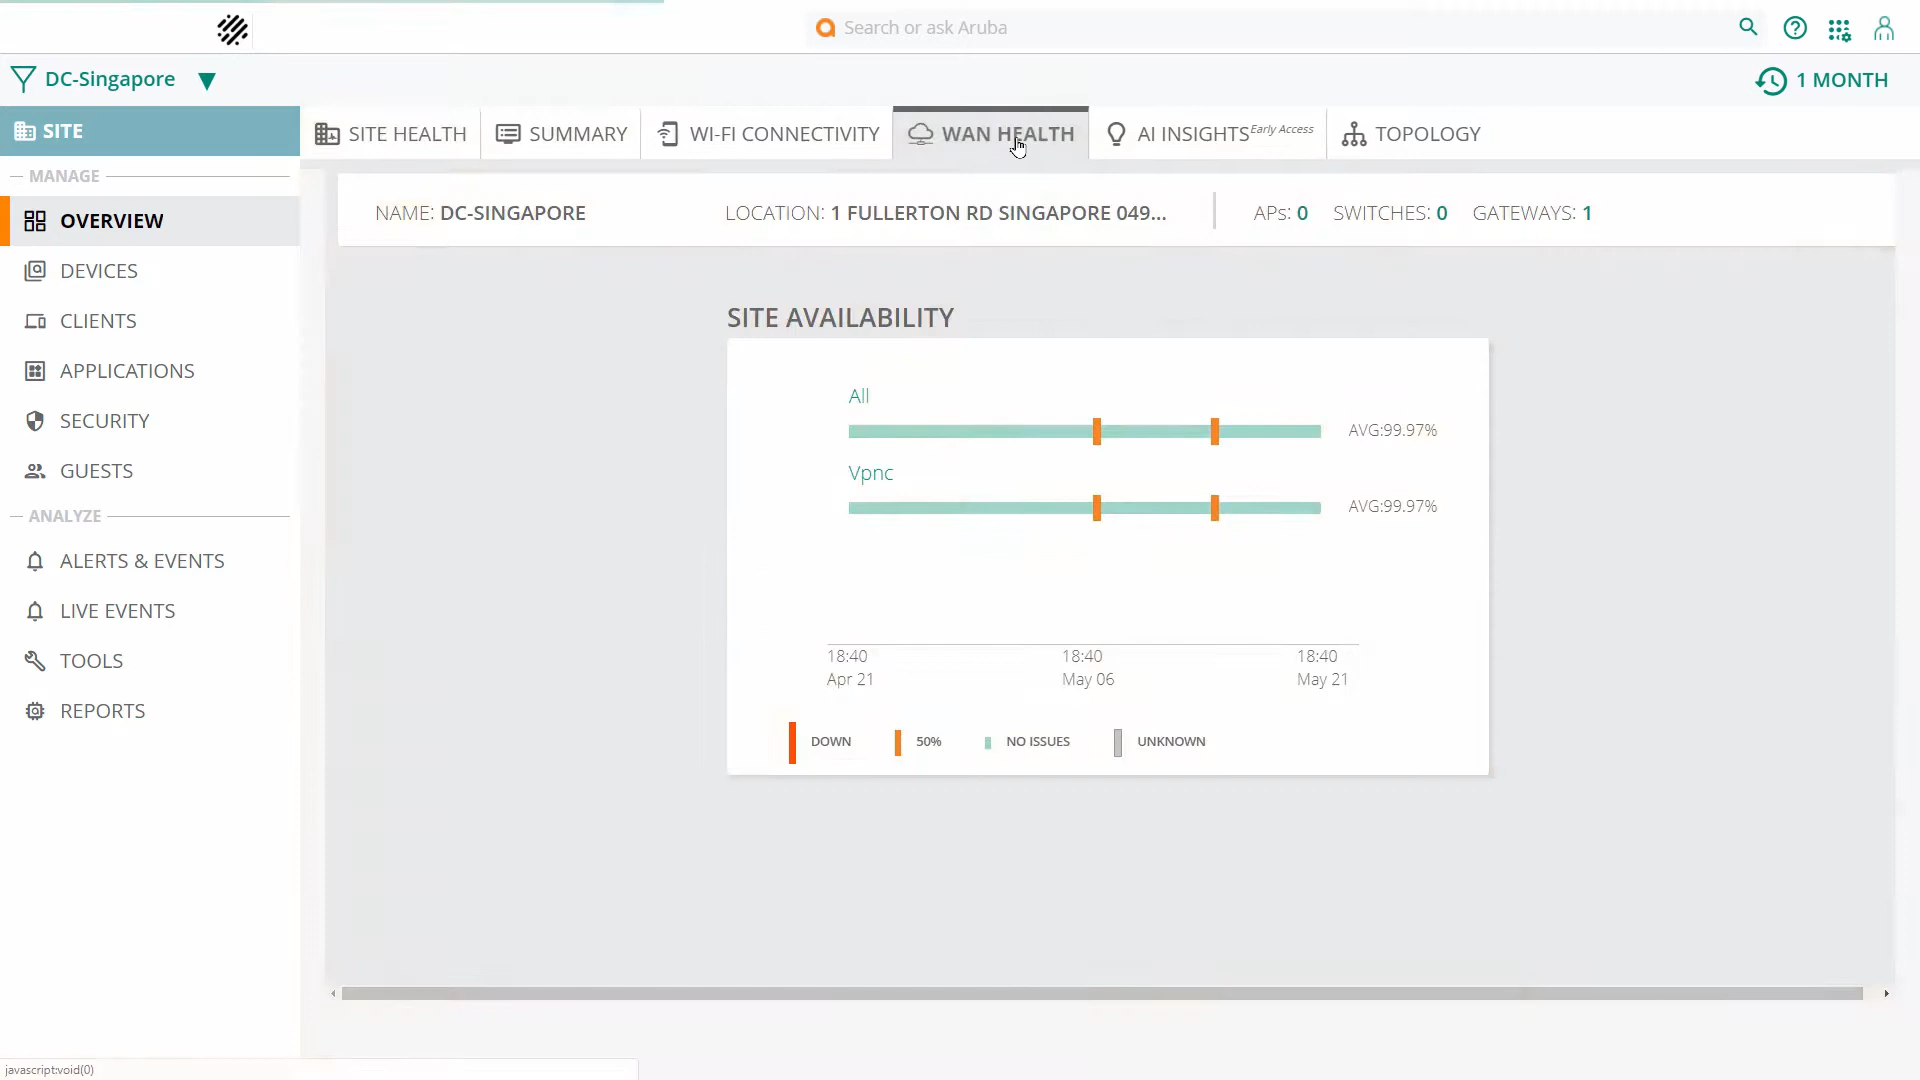 Search or ask Aruba
DC-Singapore
1 MONTH
SITE
SITE HEALTH
SUMMARY
WI-FI CONNECTIVITY
WAN HEALTH
AI INSIGHTS Early Access
TOPOLOGY
MANAGE
OVERVIEW
DEVICES
CLIENTS
APPLICATIONS
SECURITY
GUESTS
ANALYZE
ALERTS & EVENTS
LIVE EVENTS
TOOLS
REPORTS
NAME: DC-SINGAPORE
LOCATION: 1 FULLERTON RD SINGAPORE 049...
APs: 0
SWITCHES: 0
GATEWAYS: 1
SITE AVAILABILITY
All
AVG:99.97%
Vpnc
AVG:99.97%
18:40
Apr 21
18:40
May 06
18:40
May 21
DOWN
50%
NO ISSUES
UNKNOWN
javascript:void(0)